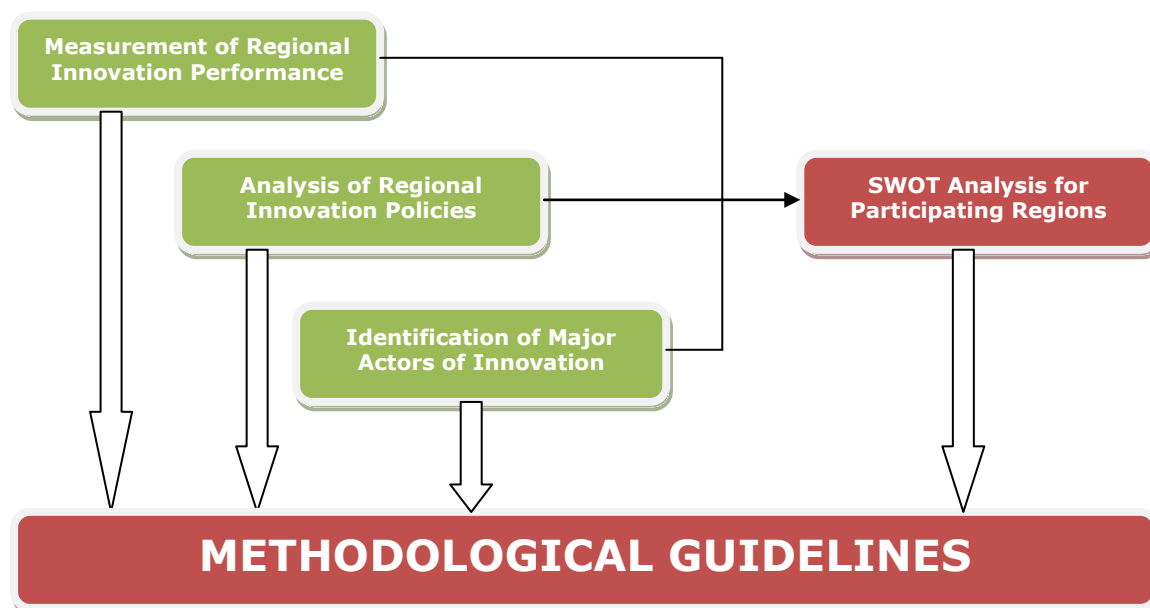 Measurement of Regional
Innovation Performance
Analysis of Regional
Innovation Policies
SWOT Analysis for
Participating Regions
Identification of Major
Actors of Innovation
METHODOLOGICAL GUIDELINES